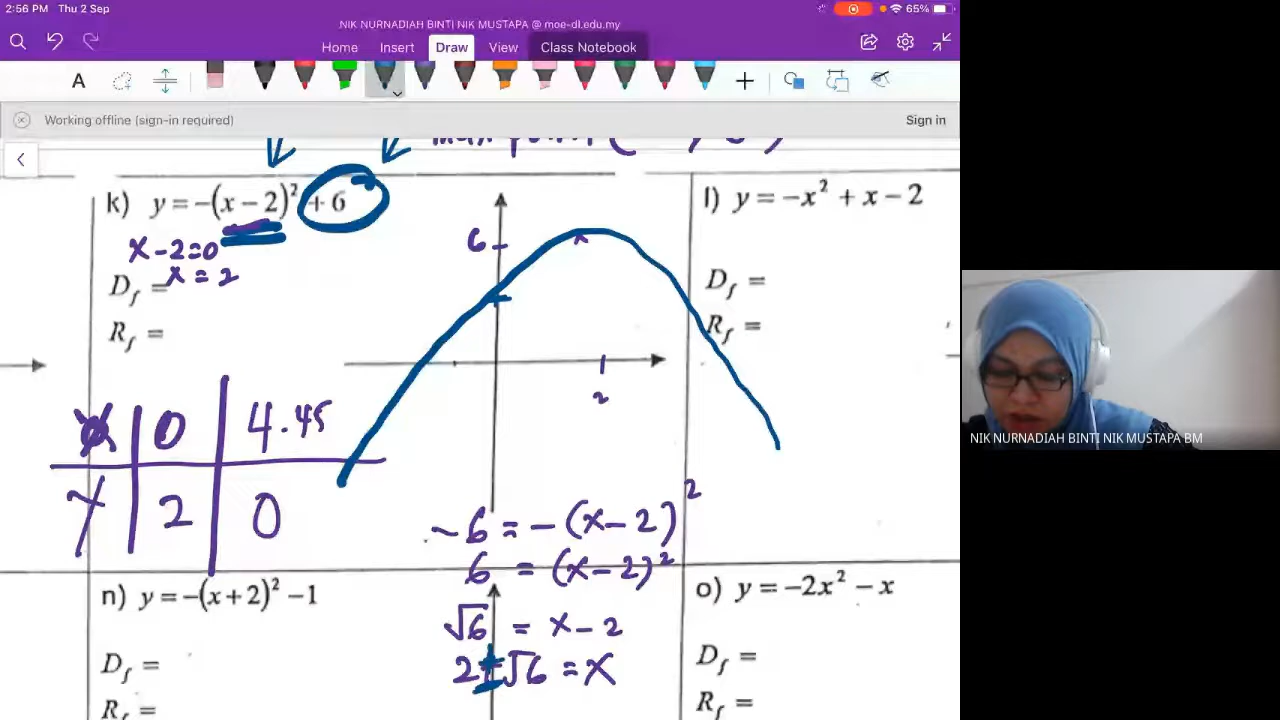 2:56 PM Thu 2 Sep
65%
NIK NURNADIAH BINTI NIK MUSTAPA @ moe-dl.edu.my
Home Insert Draw View Class Notebook
A
Working offline (sign-in required)
Sign in
k) y = -(x - 2)² + 6
x - 2 = 0
x = 2
D_f =
R_f =
6
2
x 0 4.45
y 2 0
-6 = -(x - 2)²
6 = (x - 2)²
√6 = x - 2
2 ± √6 = x
l) y = -x² + x - 2
D_f =
R_f =
n) y = -(x + 2)² - 1
D_f =
R_f =
o) y = -2x² - x
D_f =
R_f =
NIK NURNADIAH BINTI NIK MUSTAPA BM